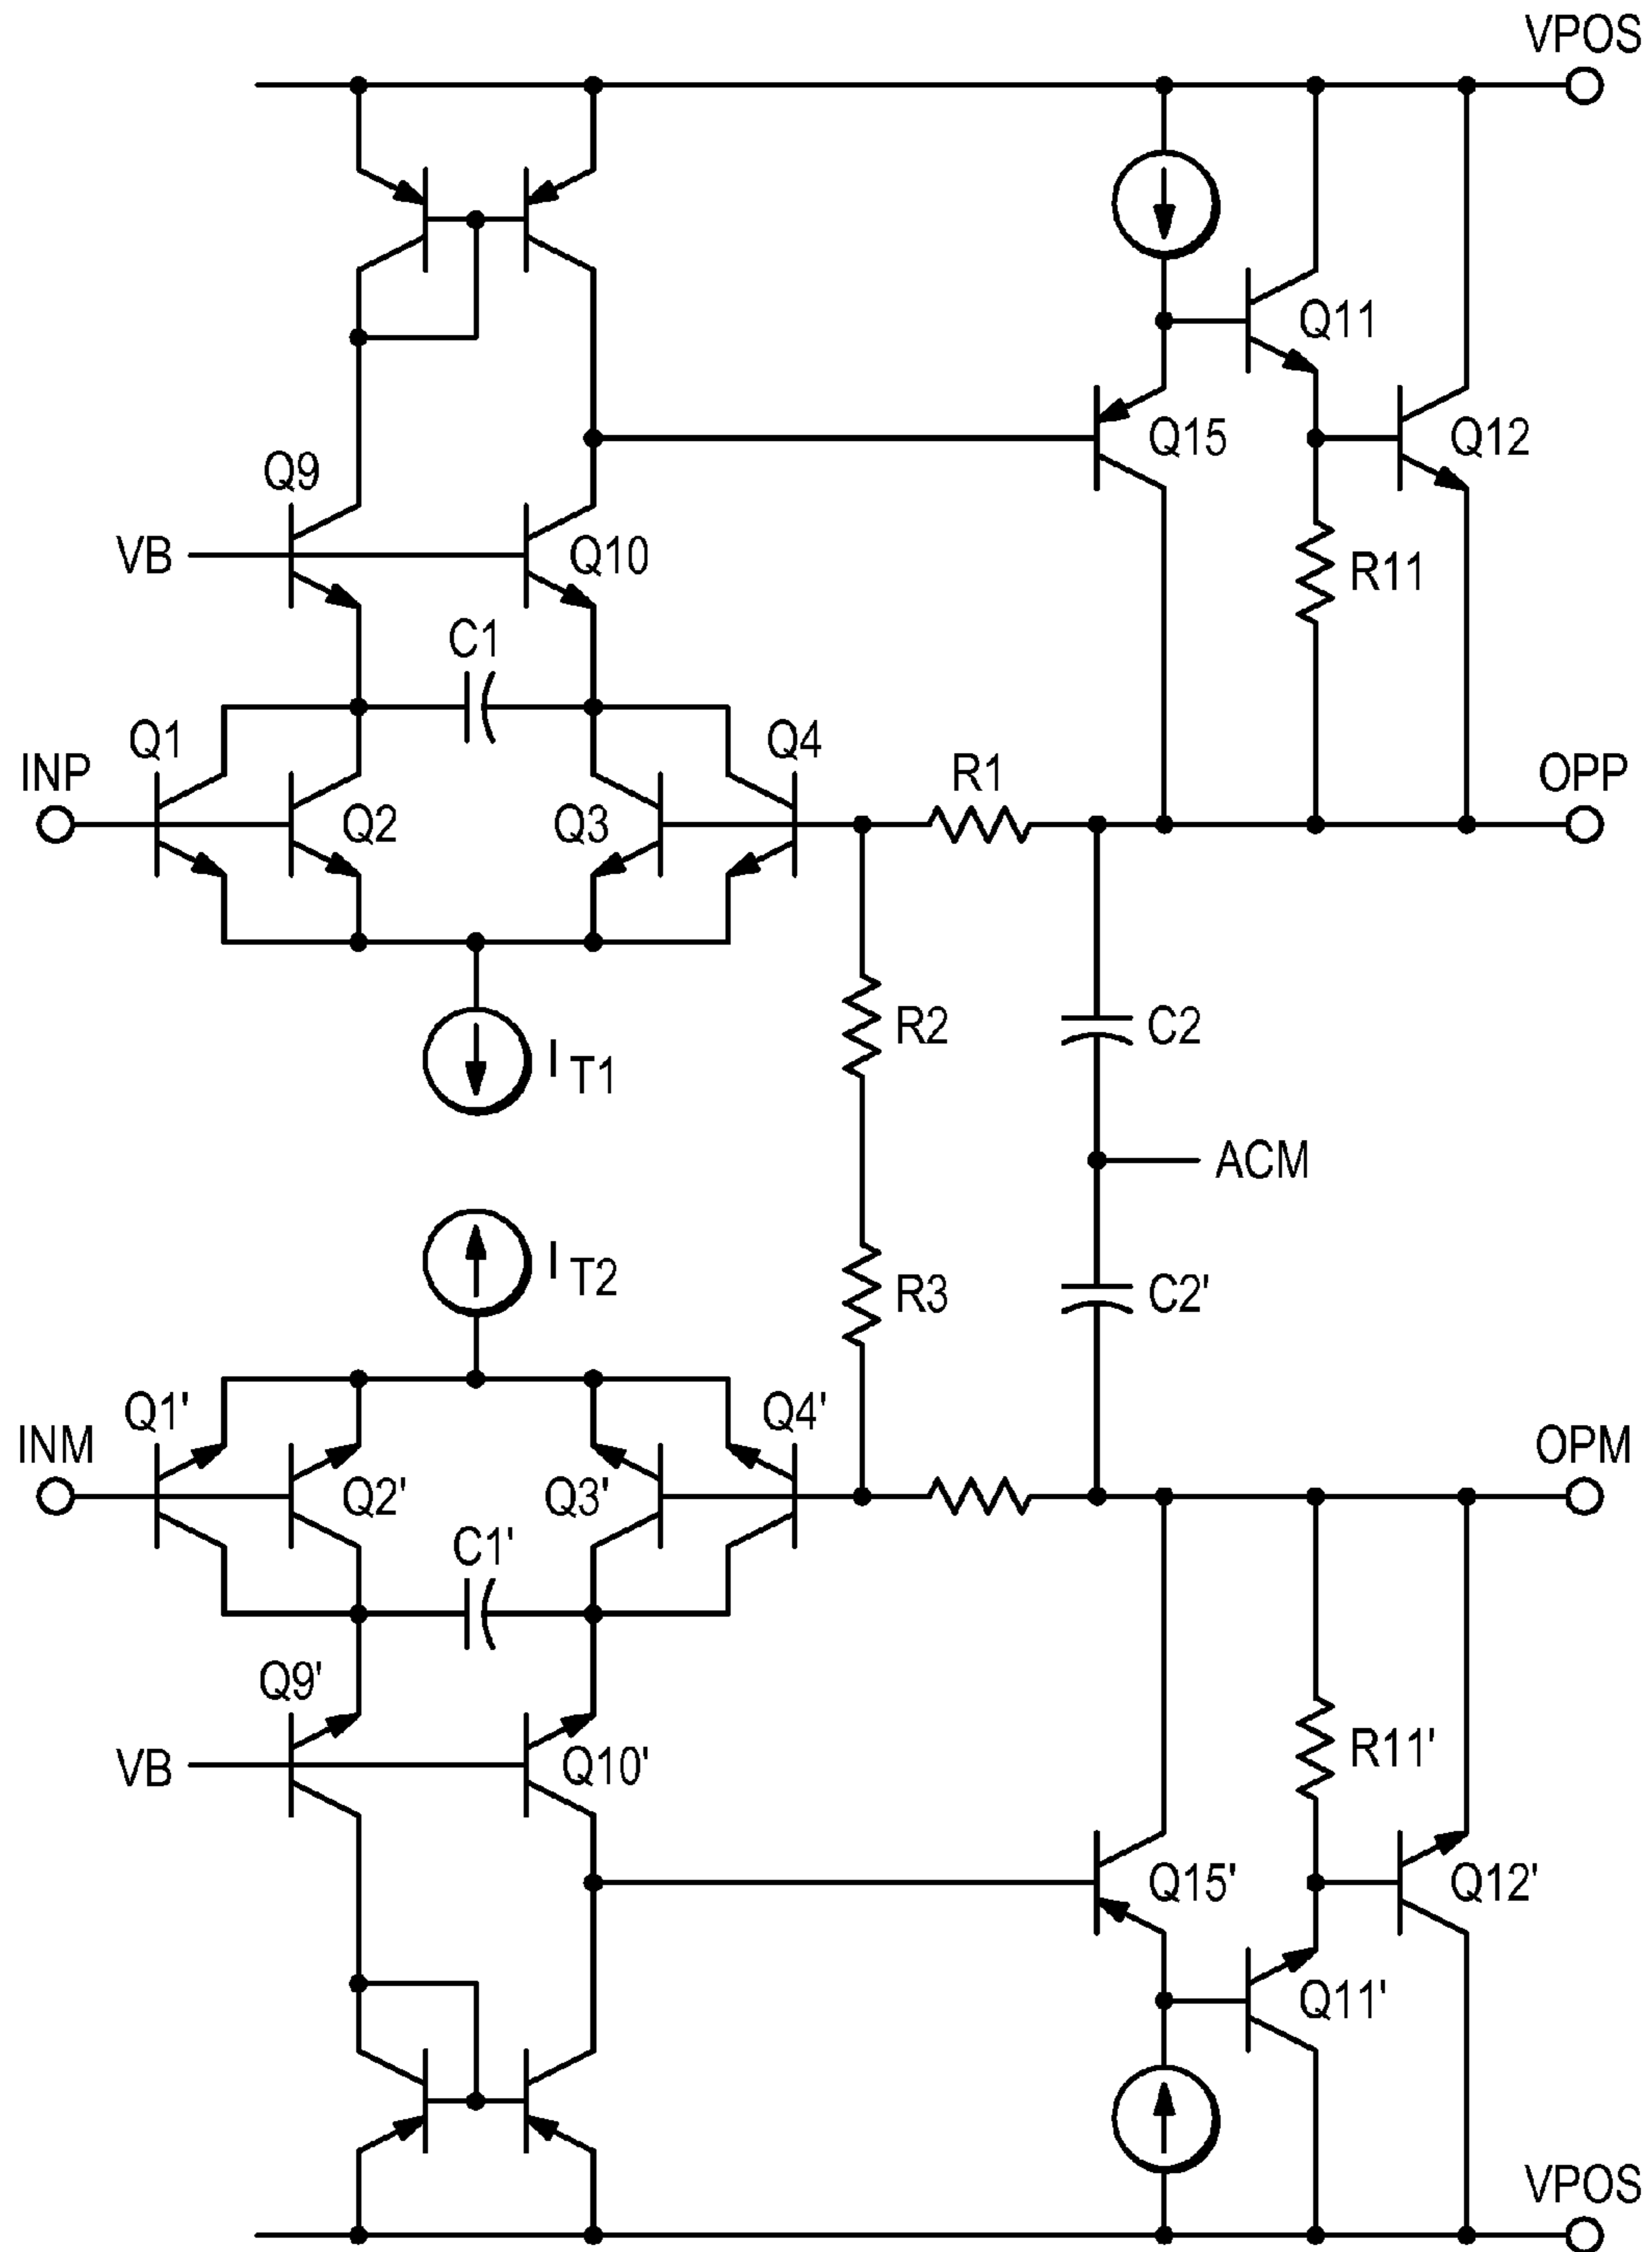 VPOS
Q11
Q15
Q12
Q9
VB
Q10
R11
C1
Q1
Q4
INP
R1
OPP
Q2
Q3
R2
C2
I T1
ACM
I T2
R3
C2'
Q1'
Q4'
INM
OPM
Q2'
Q3'
C1'
Q9'
R11'
VB
Q10'
Q15'
Q12'
Q11'
VPOS